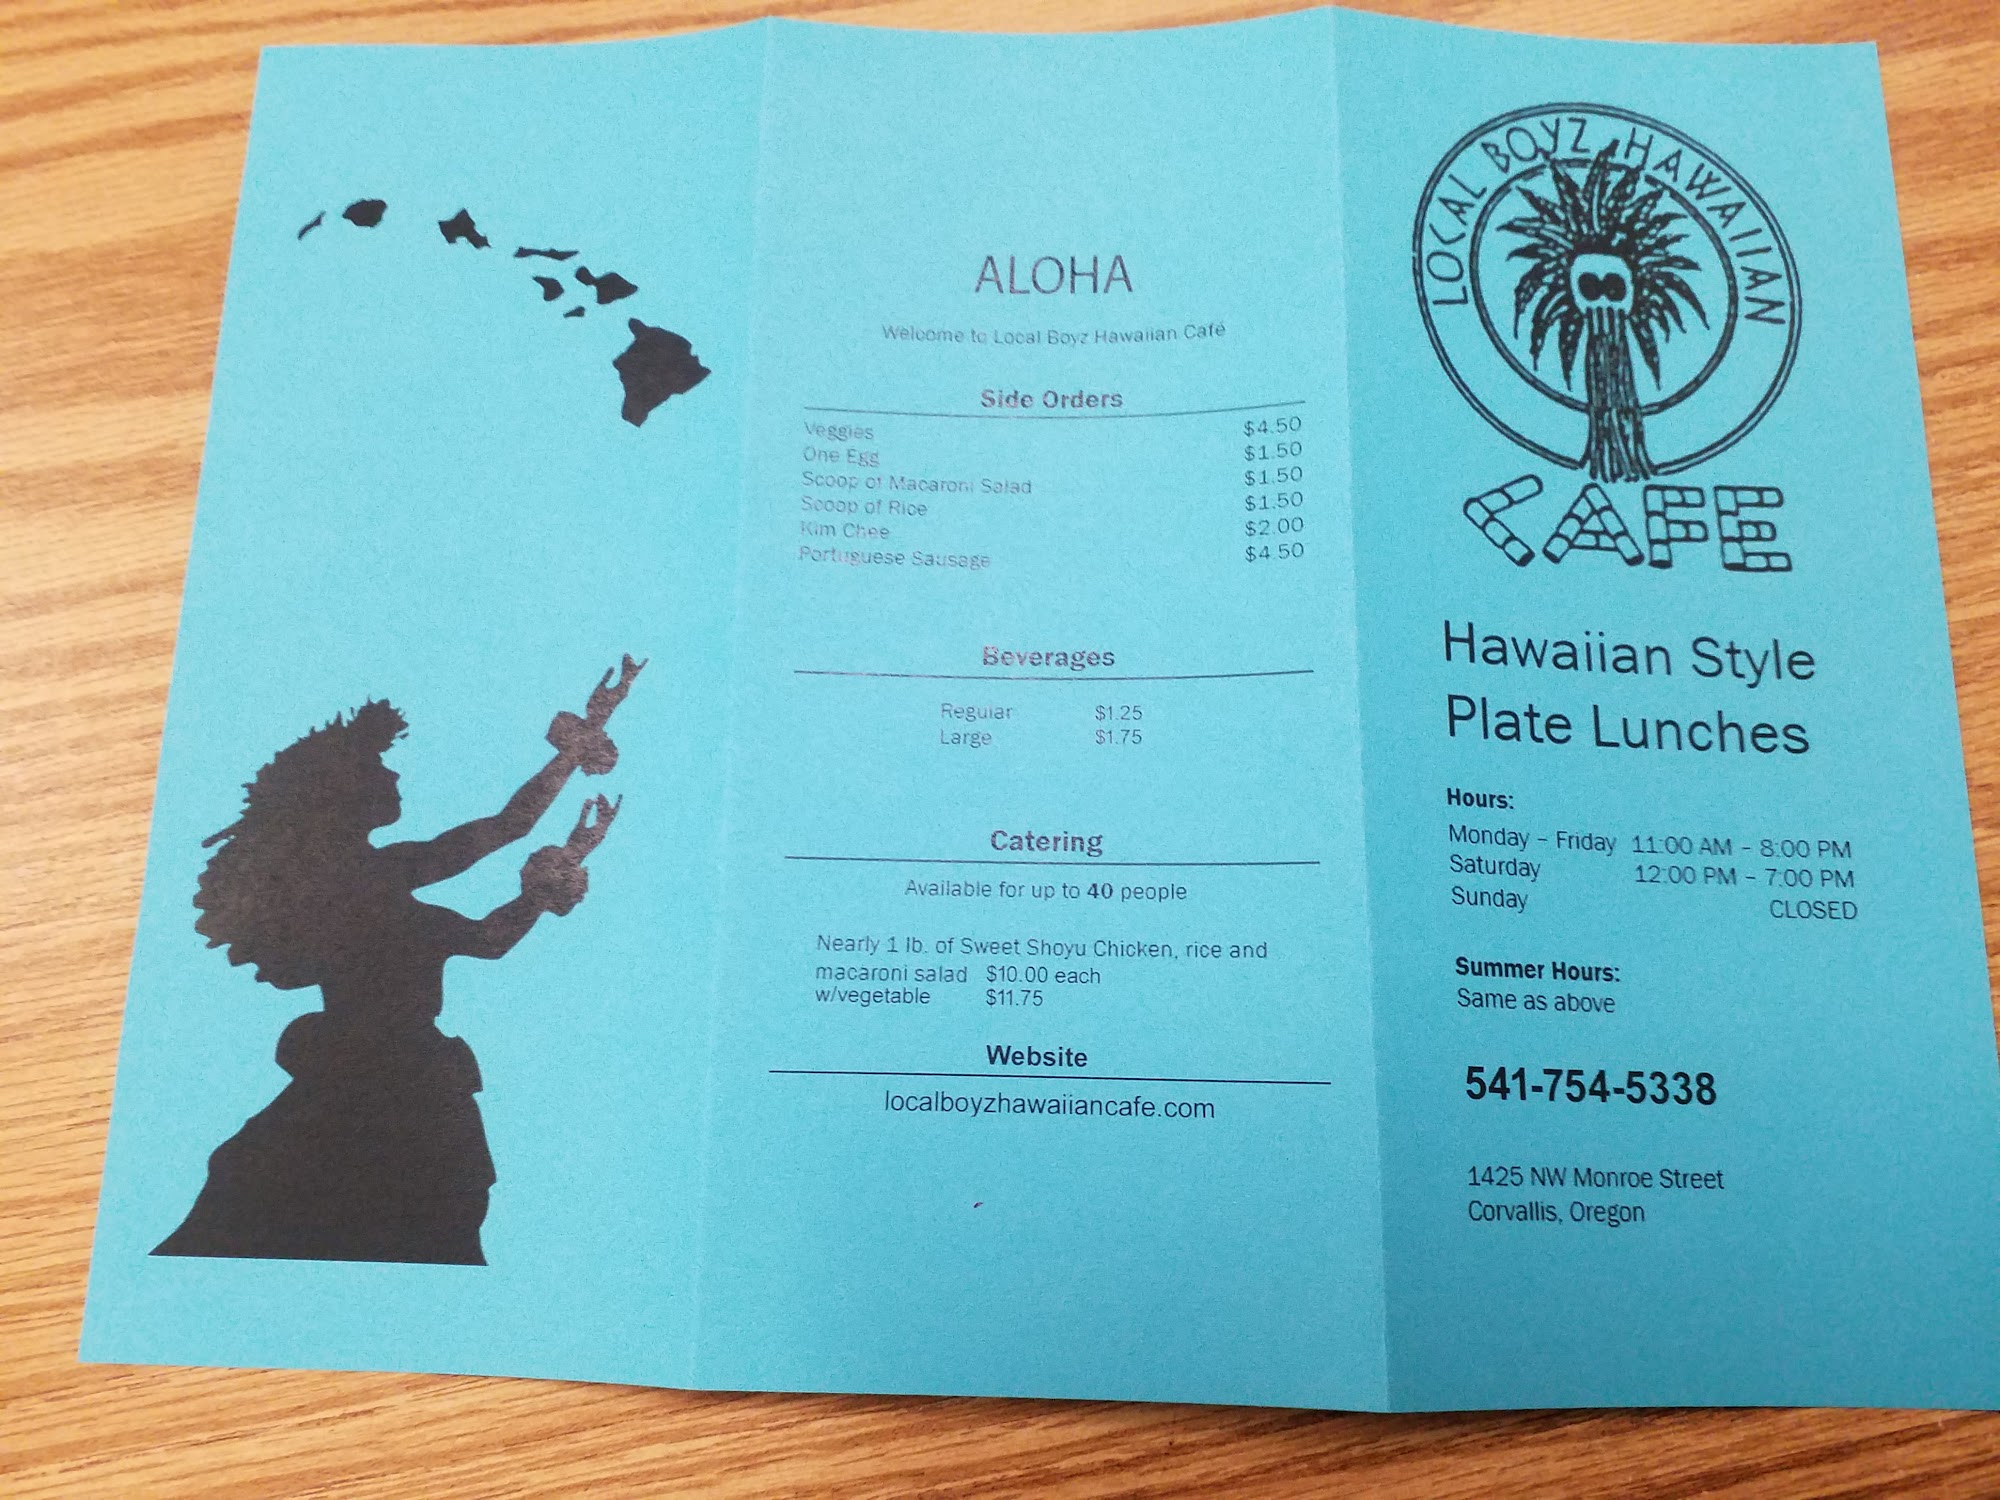 ALOHA
Welcome to Local Boyz Hawaiian Café
Side Orders
Veggies $4.50
One Egg $1.50
Scoop of Macaroni Salad $1.50
Scoop of Rice $1.50
Kim Chee $2.00
Portuguese Sausage $4.50
Beverages
Regular $1.25
Large $1.75
Catering
Available for up to 40 people
Nearly 1 lb. of Sweet Shoyu Chicken, rice and
macaroni salad $10.00 each
w/vegetable $11.75
Website
localboyzhawaiiancafe.com
LOCAL BOYZ HAWAIIAN
CAFE
Hawaiian Style
Plate Lunches
Hours:
Monday – Friday 11:00 AM – 8:00 PM
Saturday 12:00 PM – 7:00 PM
Sunday CLOSED
Summer Hours:
Same as above
541-754-5338
1425 NW Monroe Street
Corvallis, Oregon